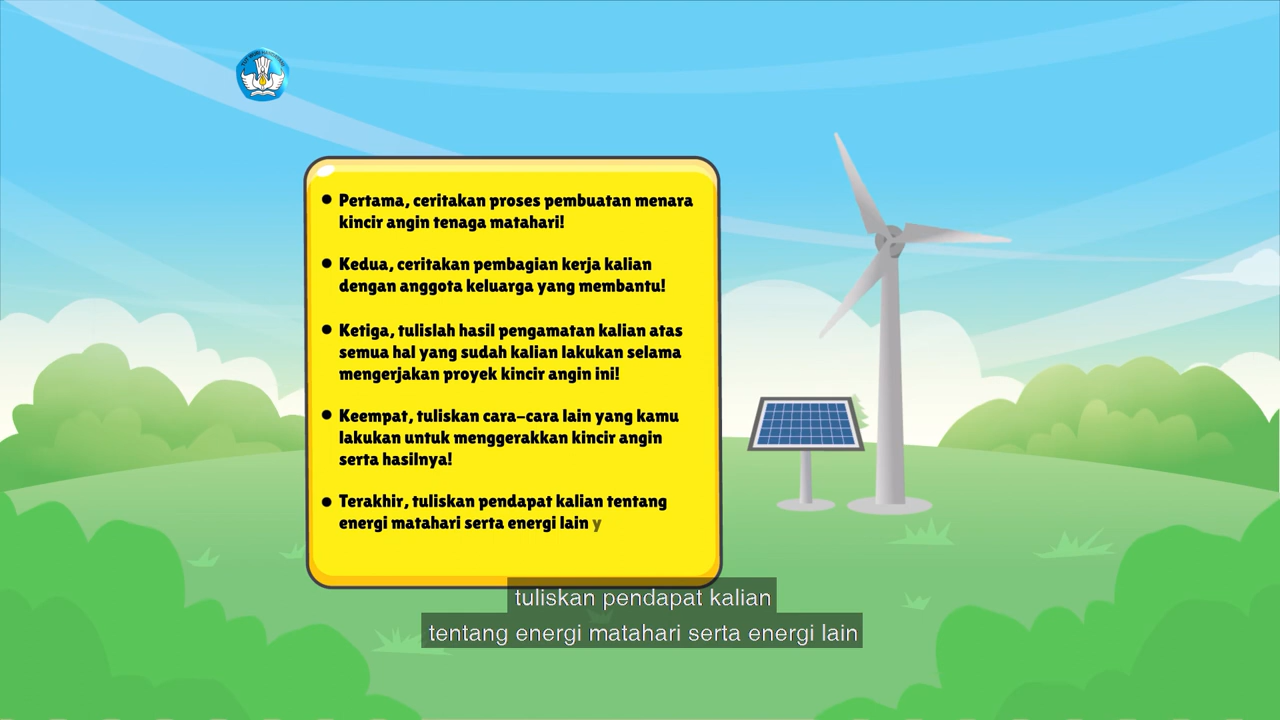 • Pertama, ceritakan proses pembuatan menara
kincir angin tenaga matahari!
• Kedua, ceritakan pembagian kerja kalian
dengan anggota keluarga yang membantu!
• Ketiga, tulislah hasil pengamatan kalian atas
semua hal yang sudah kalian lakukan selama
mengerjakan proyek kincir angin ini!
• Keempat, tuliskan cara-cara lain yang kamu
lakukan untuk menggerakkan kincir angin
serta hasilnya!
• Terakhir, tuliskan pendapat kalian tentang
energi matahari serta energi lain y
tuliskan pendapat kalian
tentang energi matahari serta energi lain